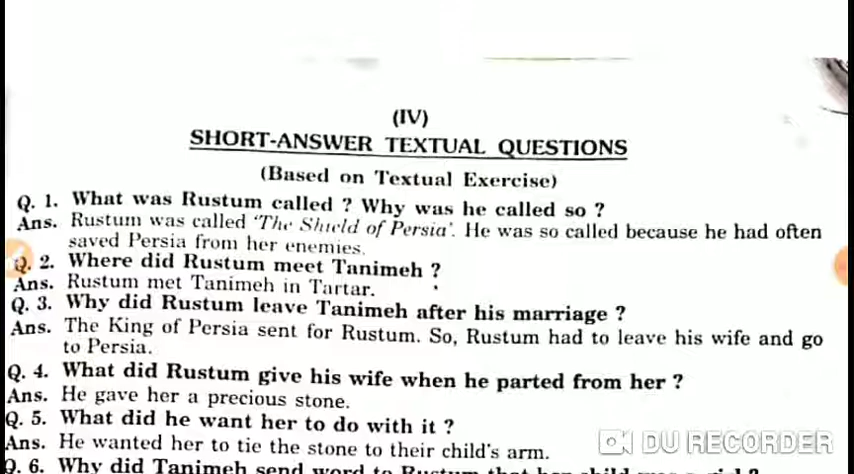 (IV)
SHORT-ANSWER TEXTUAL QUESTIONS
(Based on Textual Exercise)
Q. 1. What was Rustum called ? Why was he called so ?
Ans. Rustum was called ‘The Shield of Persia’. He was so called because he had often
saved Persia from her enemies.
Q. 2. Where did Rustum meet Tanimeh ?
Ans. Rustum met Tanimeh in Tartar.
Q. 3. Why did Rustum leave Tanimeh after his marriage ?
Ans. The King of Persia sent for Rustum. So, Rustum had to leave his wife and go
to Persia.
Q. 4. What did Rustum give his wife when he parted from her ?
Ans. He gave her a precious stone.
Q. 5. What did he want her to do with it ?
Ans. He wanted her to tie the stone to their child's arm.
DU RECORDER
Q. 6. Why did Tanimeh send word to Rustum that her child was a girl ?